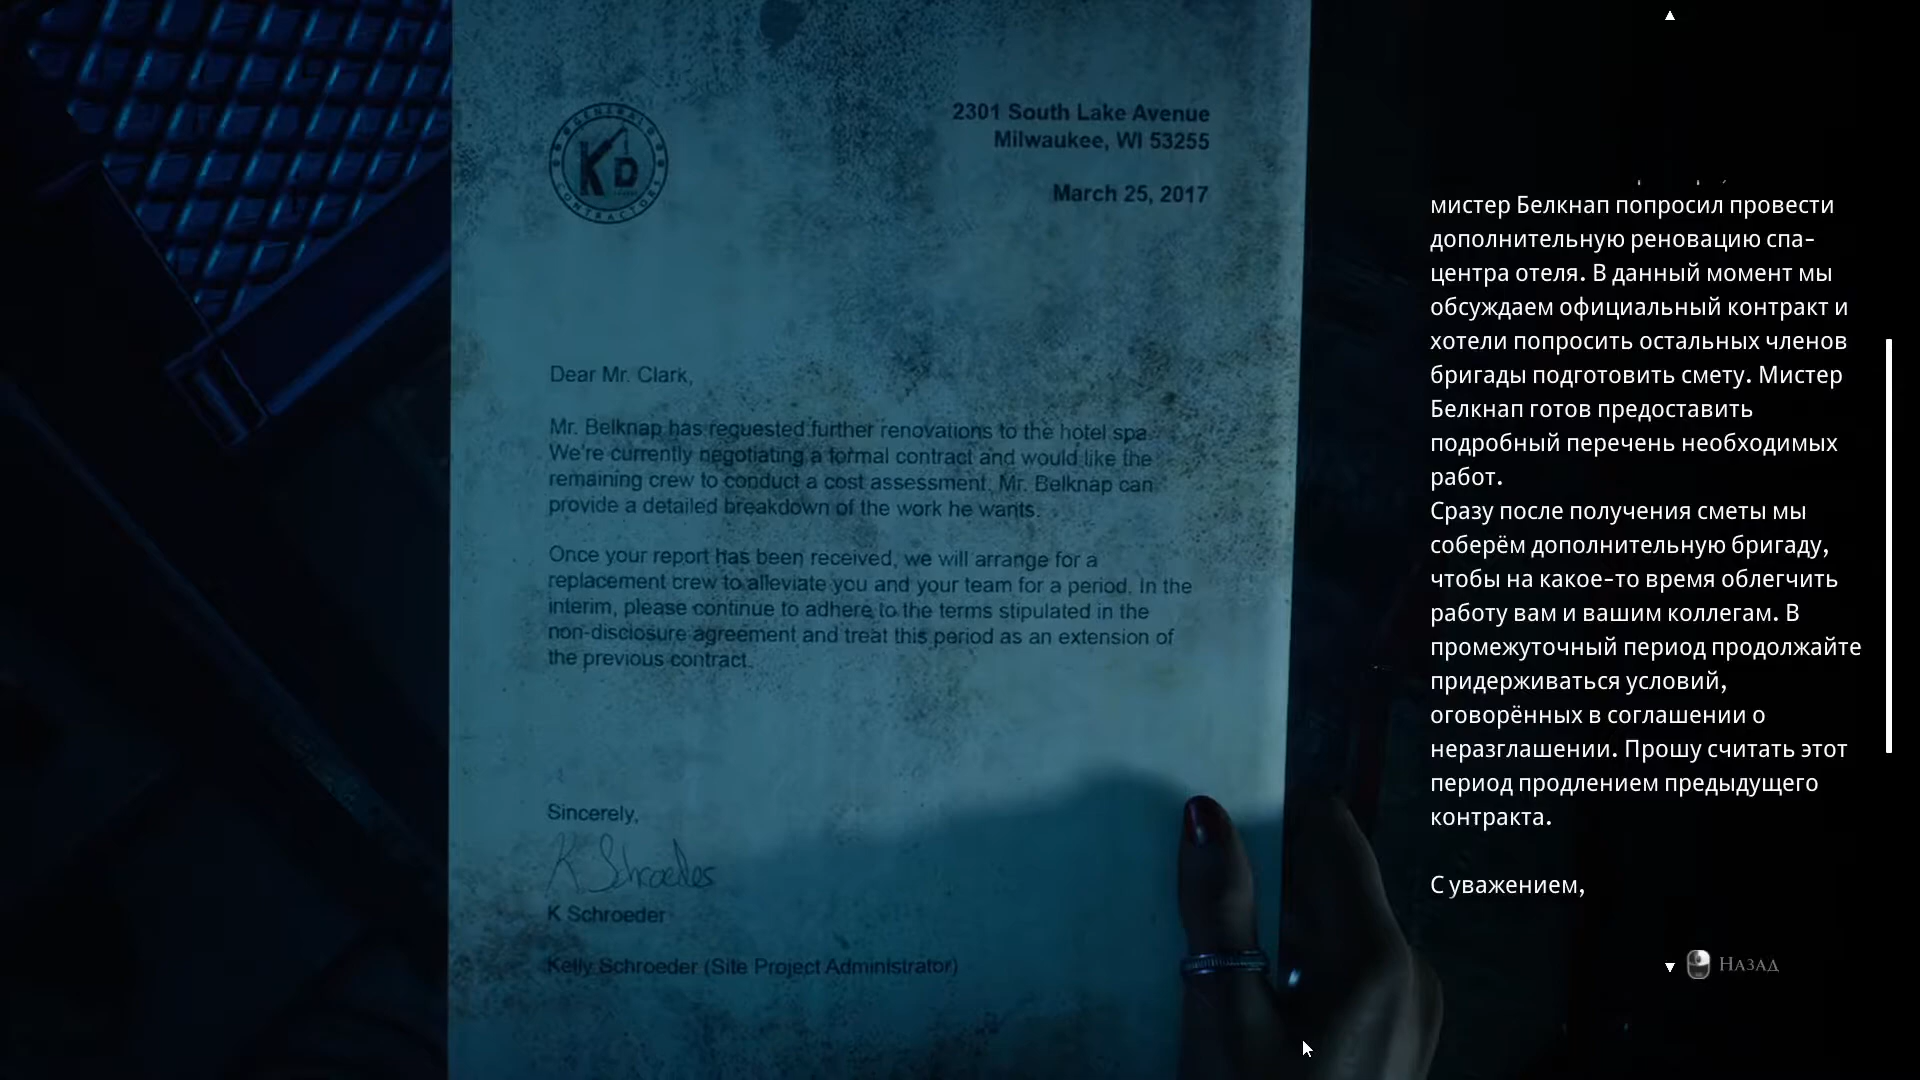 GENERALD
KD
CONTRACTORS
2301 South Lake Avenue
Milwaukee, WI 53255
March 25, 2017
Dear Mr. Clark,
Mr. Belknap has requested further renovations to the hotel spa.
We're currently negotiating a formal contract and would like the
remaining crew to conduct a cost assessment. Mr. Belknap can
provide a detailed breakdown of the work he wants.
Once your report has been received, we will arrange for a
replacement crew to alleviate you and your team for a period. In the
interim, please continue to adhere to the terms stipulated in the
non-disclosure agreement and treat this period as an extension of
the previous contract.
Sincerely,
K Schroeder
K Schroeder
Kelly Schroeder (Site Project Administrator)
мистер Белкнап попросил провести
дополнительную реновацию спа-
центра отеля. В данный момент мы
обсуждаем официальный контракт и
хотели попросить остальных членов
бригады подготовить смету. Мистер
Белкнап готов предоставить
подробный перечень необходимых
работ.
Сразу после получения сметы мы
соберём дополнительную бригаду,
чтобы на какое-то время облегчить
работу вам и вашим коллегам. В
промежуточный период продолжайте
придерживаться условий,
оговорённых в соглашении о
неразглашении. Прошу считать этот
период продлением предыдущего
контракта.
С уважением,
Назад